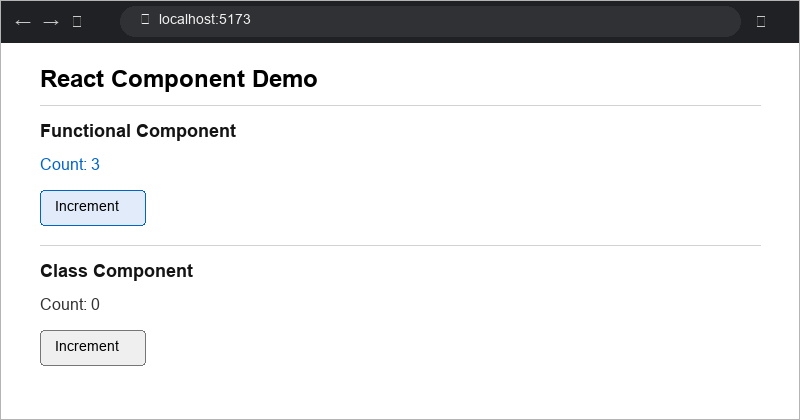 localhost:5173
React Component Demo
Functional Component
Count: 3
Increment
Class Component
Count: 0
Increment